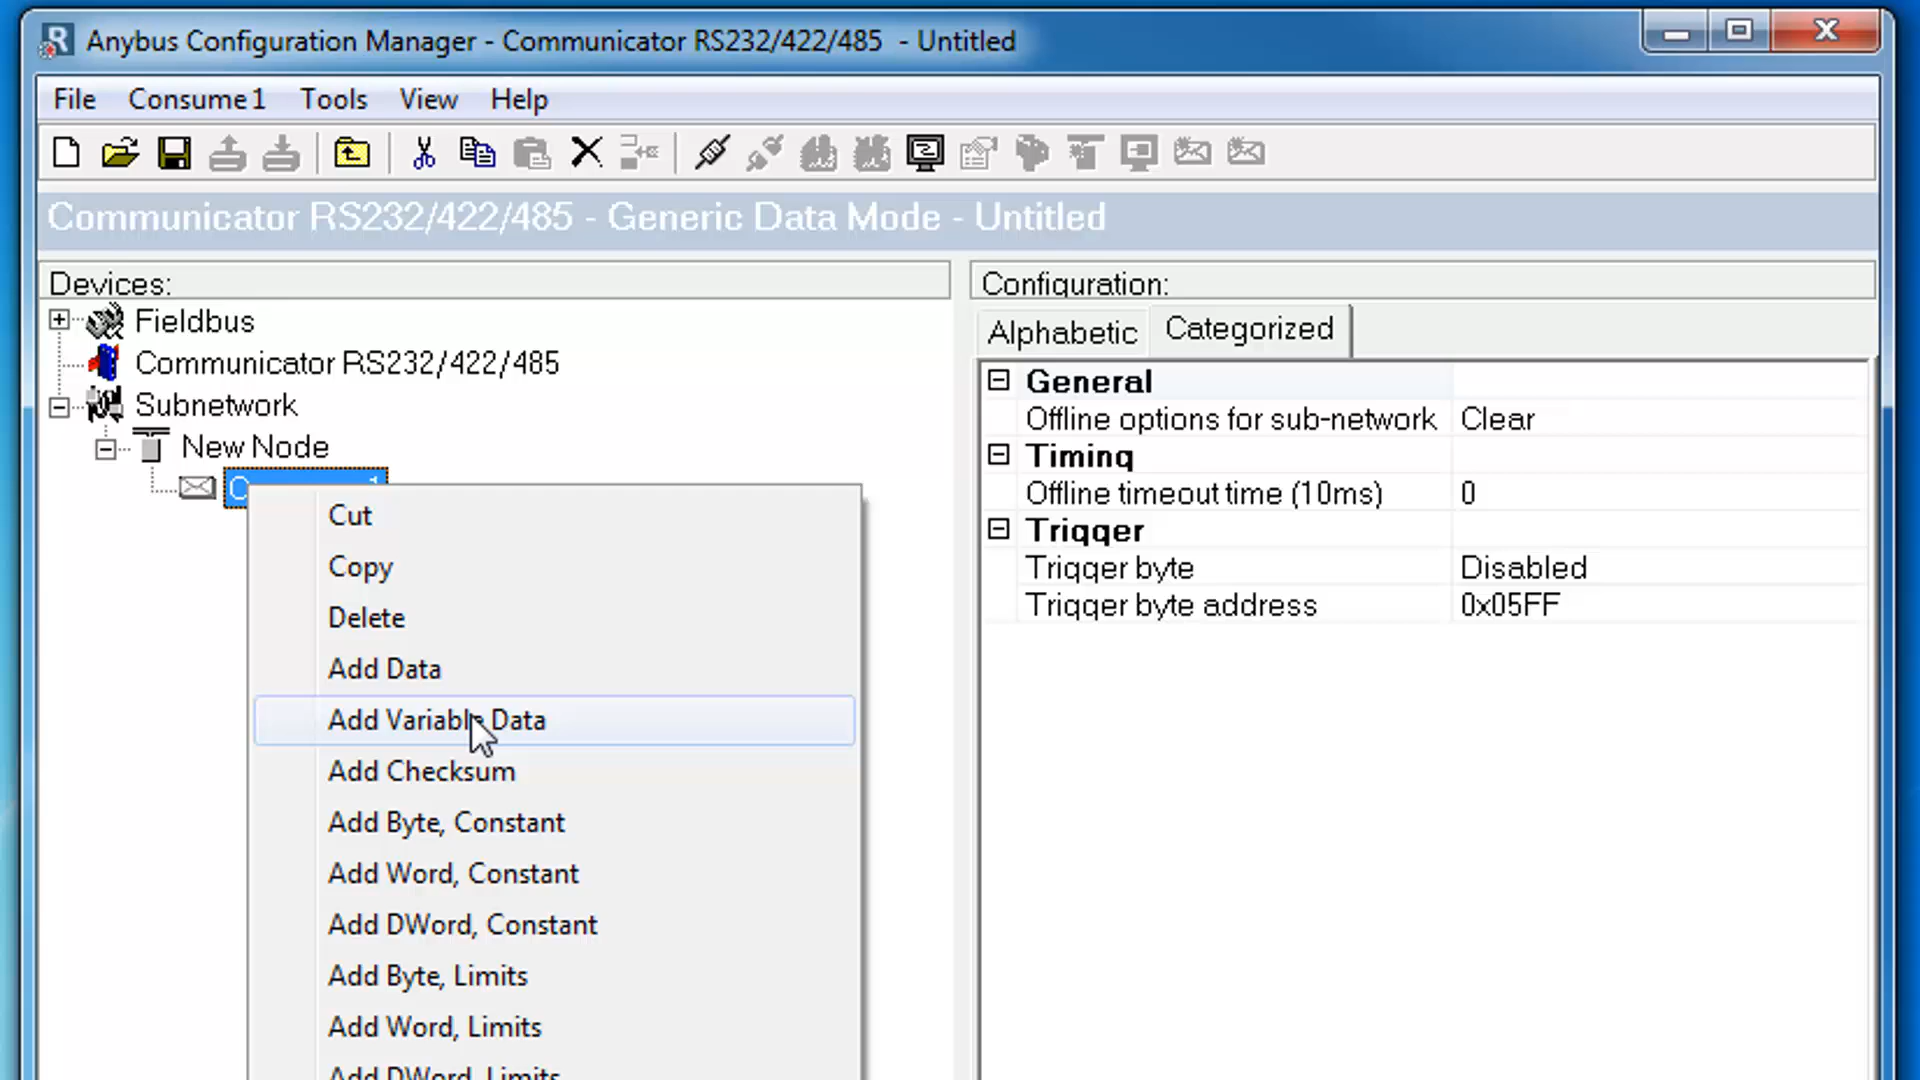 Anybus Configuration Manager - Communicator RS232/422/485 - Untitled
File Consume1 Tools View Help
Communicator RS232/422/485 - Generic Data Mode - Untitled
Devices:
Fieldbus
Communicator RS232/422/485
Subnetwork
New Node
Cut
Copy
Delete
Add Data
Add Variable Data
Add Checksum
Add Byte, Constant
Add Word, Constant
Add DWord, Constant
Add Byte, Limits
Add Word, Limits
Add DWord, Limits
Configuration:
Alphabetic Categorized
General
Offline options for sub-network Clear
Timing
Offline timeout time (10ms) 0
Trigger
Trigger byte Disabled
Trigger byte address 0x05FF